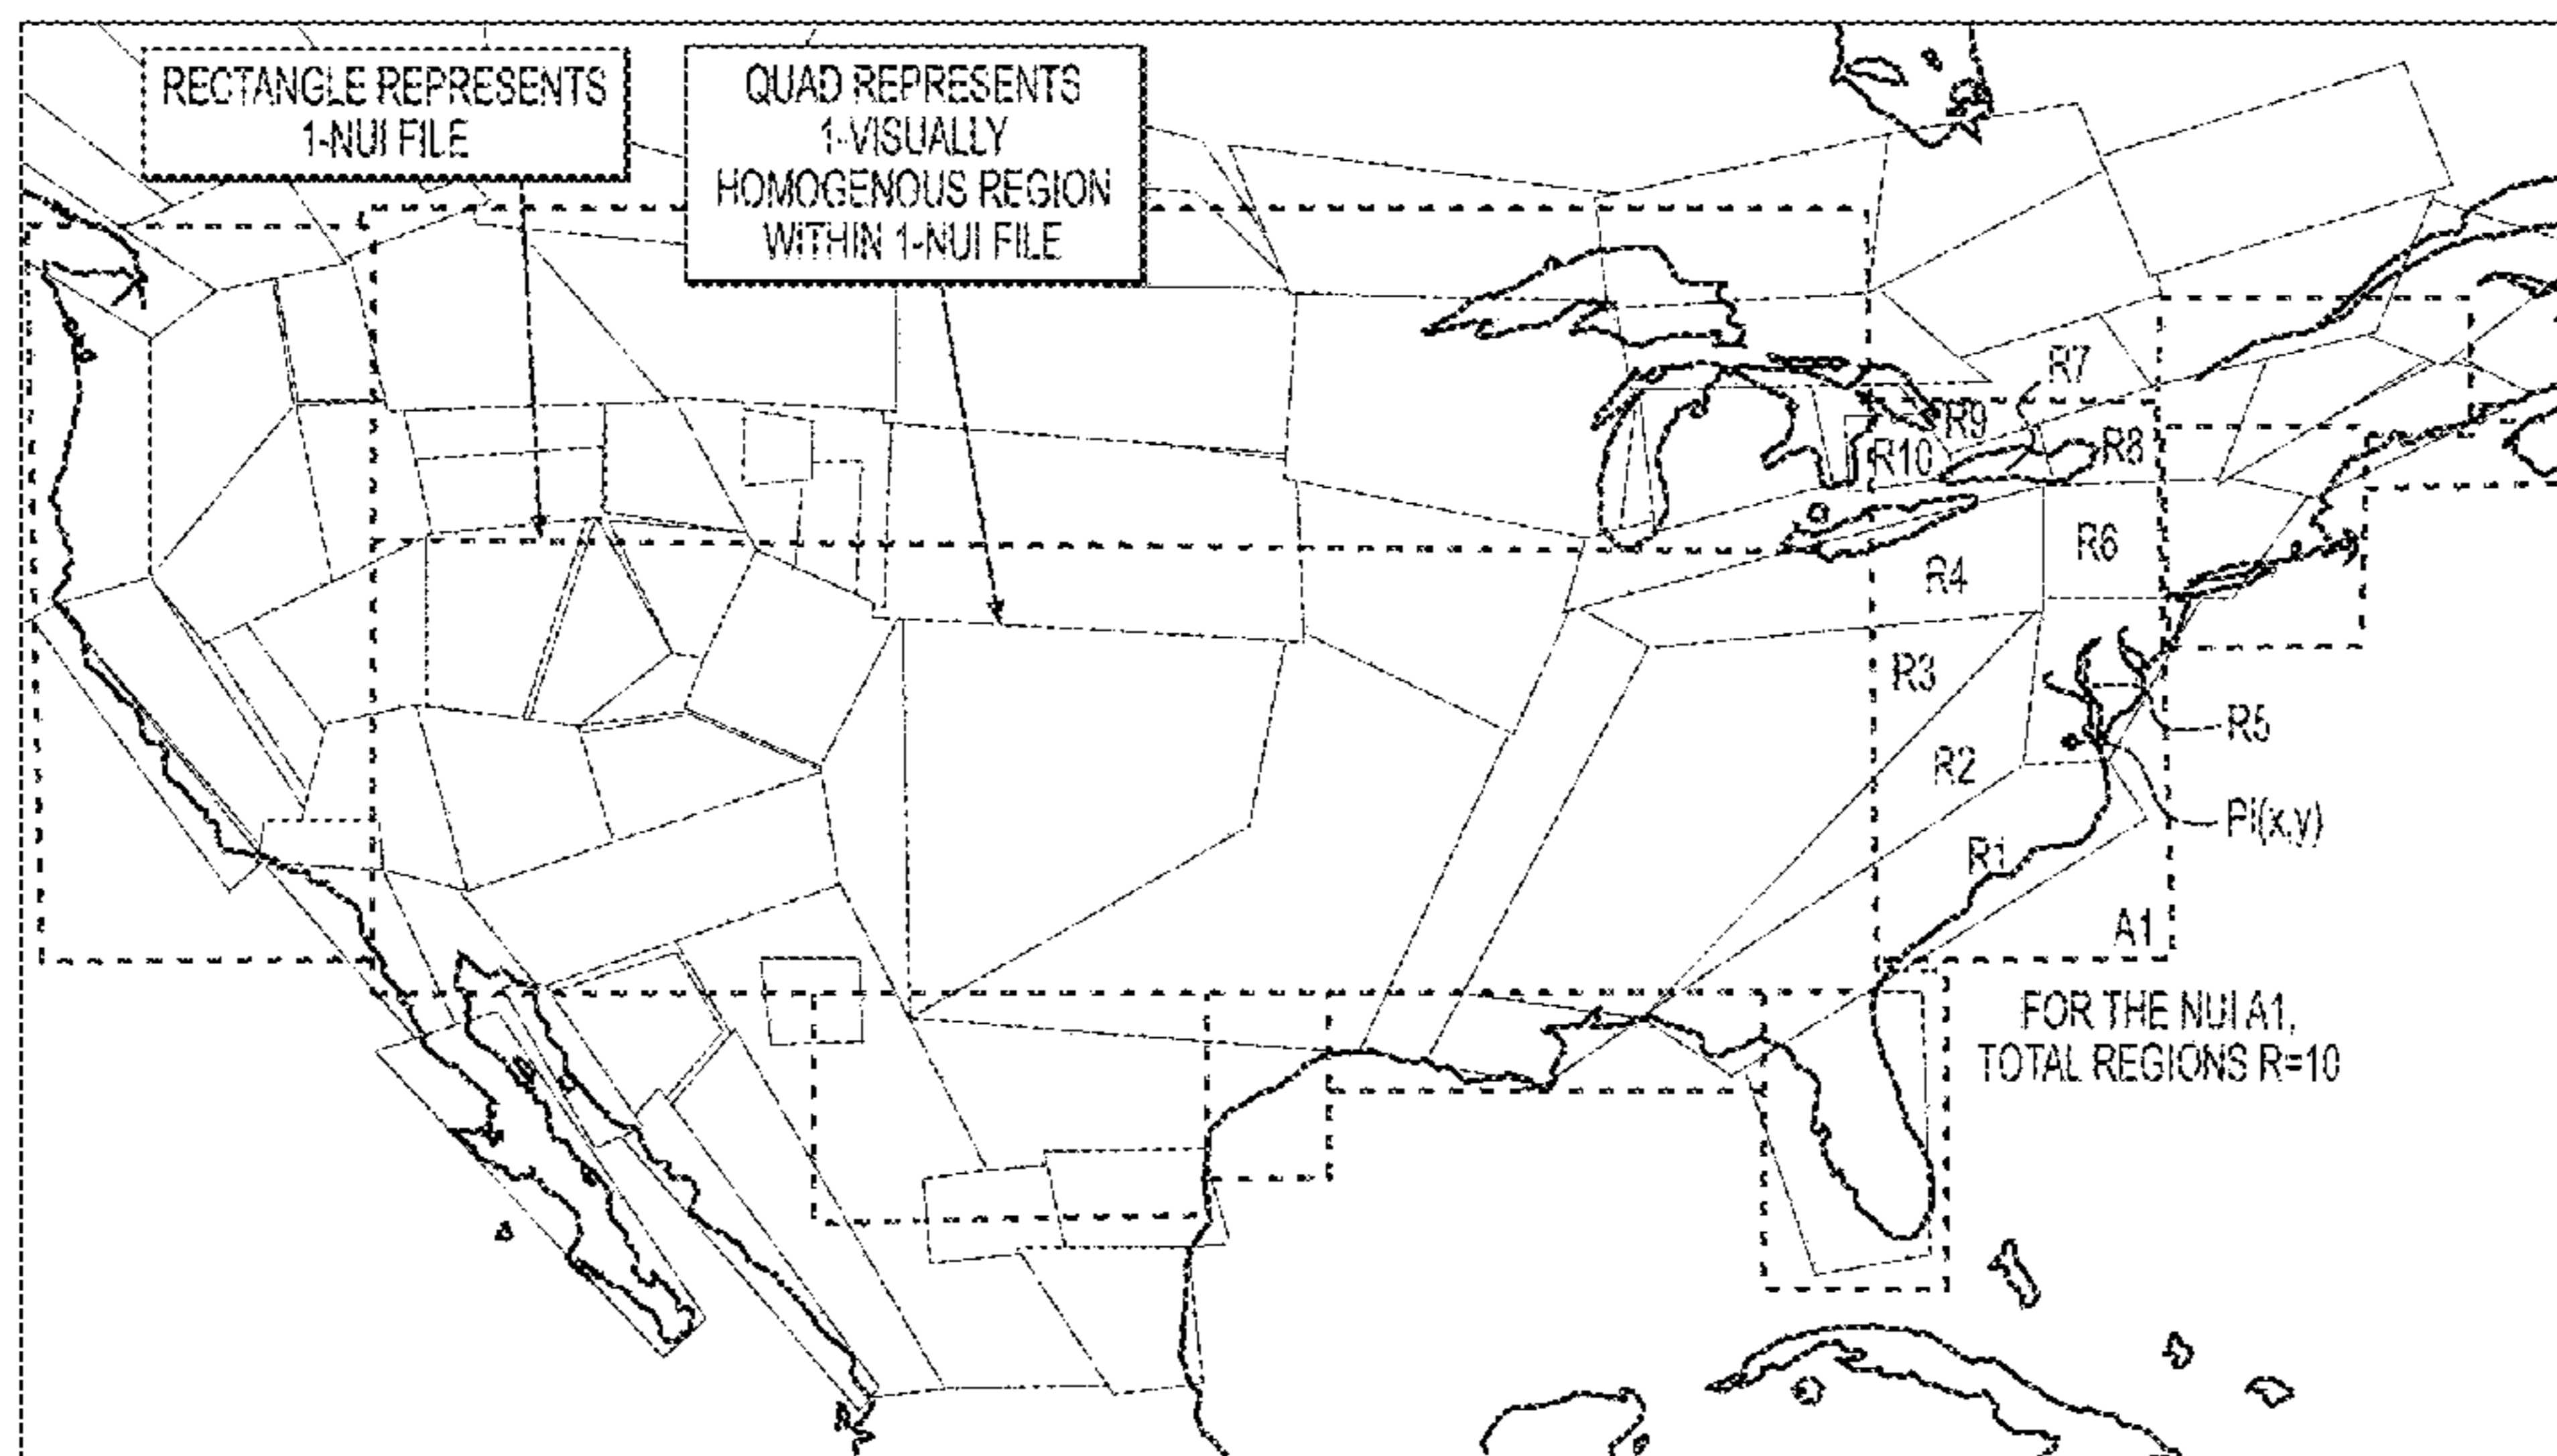 RECTANGLE REPRESENTS
1-NUI FILE
QUAD REPRESENTS
1-VISUALLY
HOMOGENOUS REGION
WITHIN 1-NUI FILE
R7
R9
R10
R8
R6
R4
R3
R5
R2
Pi(x,y)
R1
A1
FOR THE NUI A1,
TOTAL REGIONS R=10